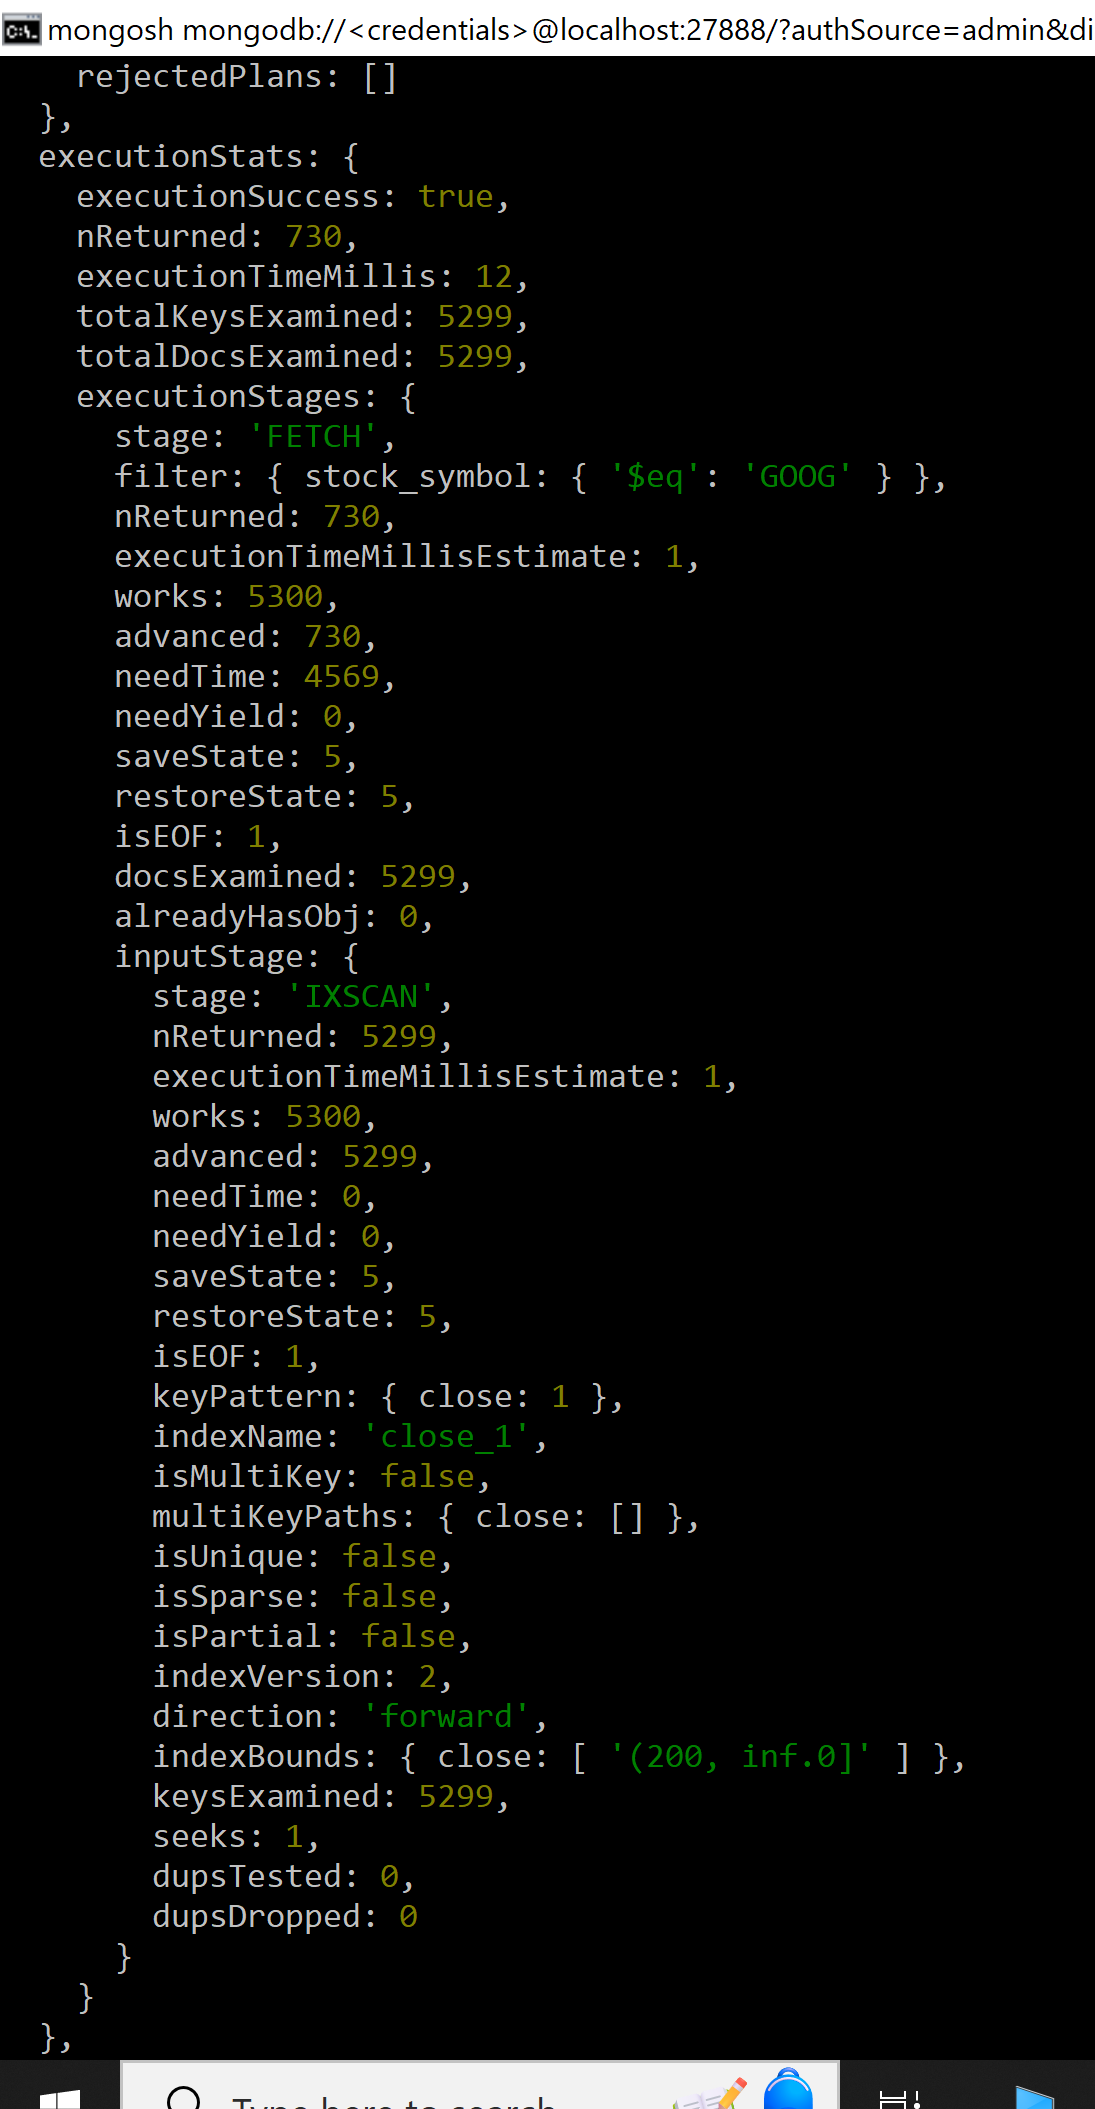 mongosh mongodb://<credentials>@localhost:27888/?authSource=admin&di
rejectedPlans: []
},
executionStats: {
executionSuccess: true,
nReturned: 730,
executionTimeMillis: 12,
totalKeysExamined: 5299,
totalDocsExamined: 5299,
executionStages: {
stage: 'FETCH',
filter: { stock_symbol: { '$eq': 'GOOG' } },
nReturned: 730,
executionTimeMillisEstimate: 1,
works: 5300,
advanced: 730,
needTime: 4569,
needYield: 0,
saveState: 5,
restoreState: 5,
isEOF: 1,
docsExamined: 5299,
alreadyHasObj: 0,
inputStage: {
stage: 'IXSCAN',
nReturned: 5299,
executionTimeMillisEstimate: 1,
works: 5300,
advanced: 5299,
needTime: 0,
needYield: 0,
saveState: 5,
restoreState: 5,
isEOF: 1,
keyPattern: { close: 1 },
indexName: 'close_1',
isMultiKey: false,
multiKeyPaths: { close: [] },
isUnique: false,
isSparse: false,
isPartial: false,
indexVersion: 2,
direction: 'forward',
indexBounds: { close: [ '(200, inf.0]' ] },
keysExamined: 5299,
seeks: 1,
dupsTested: 0,
dupsDropped: 0
}
}
},
Type here to search